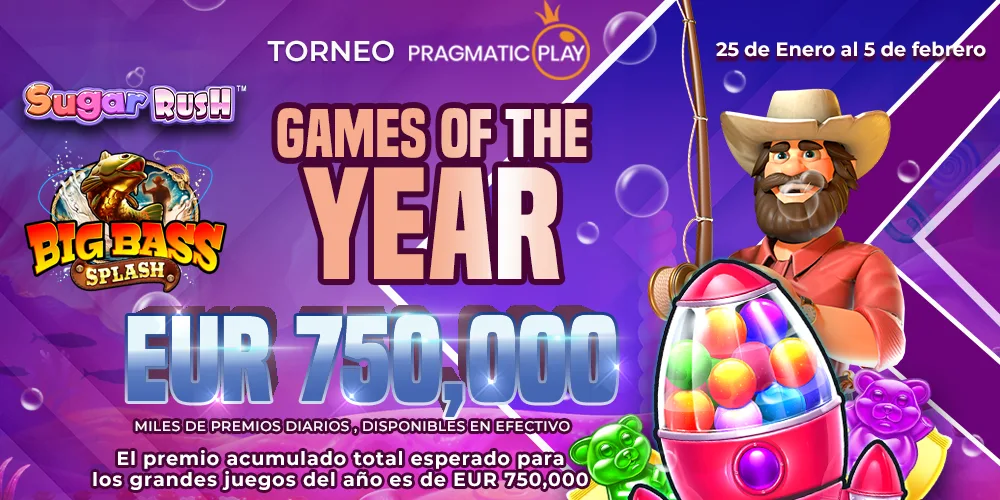 TORNEO PRAGMATIC PLAY
25 de Enero al 5 de febrero
Sugar RUSH™
GAMES OF THE
YEAR
BIG BASS
SPLASH
EUR 750,000
MILES DE PREMIOS DIARIOS , DISPONIBLES EN EFECTIVO
El premio acumulado total esperado para
los grandes juegos del año es de EUR 750,000